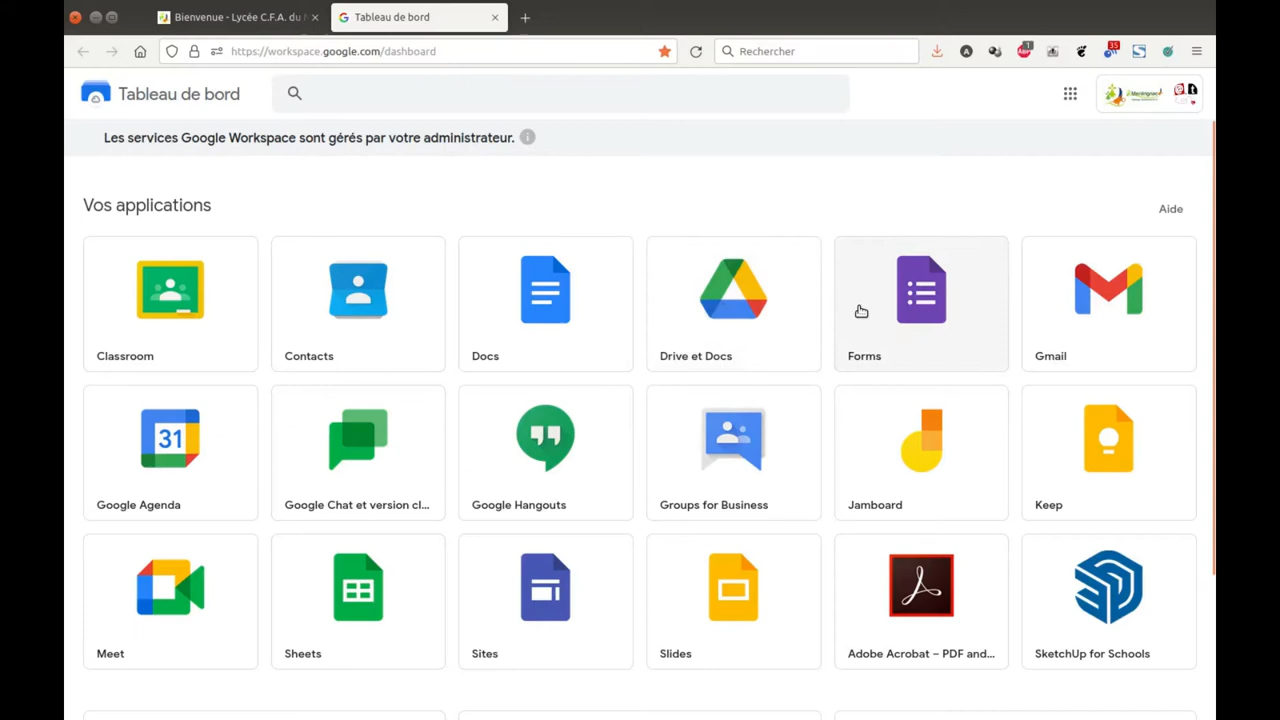 Bienvenue - Lycée C.F.A. du
Tableau de bord
https://workspace.google.com/dashboard
Rechercher
A
1
35
Tableau de bord
Les services Google Workspace sont gérés par votre administrateur.
Vos applications
Aide
Classroom
Contacts
Docs
Drive et Docs
Forms
Gmail
31
Google Agenda
Google Chat et version cl...
Google Hangouts
Groups for Business
Jamboard
Keep
Meet
Sheets
Sites
Slides
Adobe Acrobat – PDF and...
SketchUp for Schools